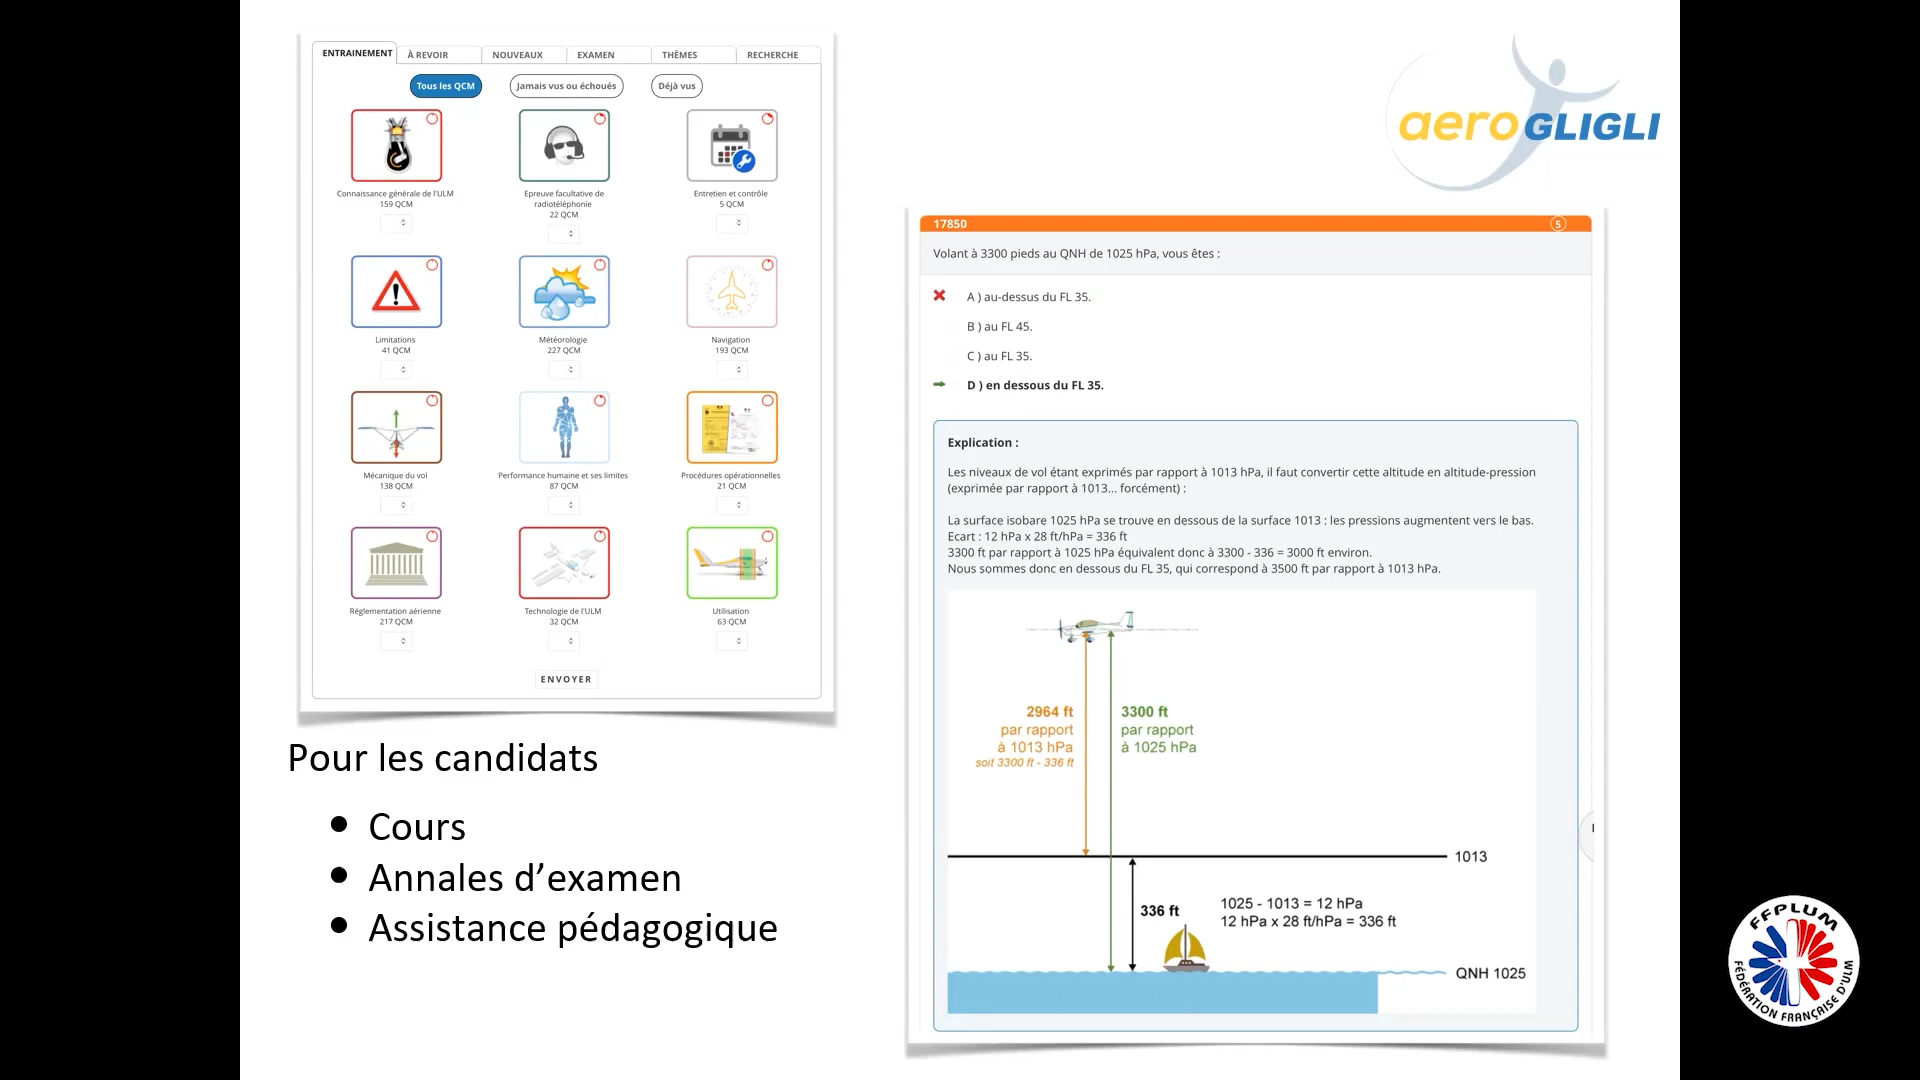 ENTRAINEMENT
À REVOIR
NOUVEAUX
EXAMEN
THÈMES
RECHERCHE
Tous les QCM
Jamais vus ou échoués
Déjà vus
Connaissance générale de l'ULM
159 QCM
Epreuve facultative de
radiotéléphonie
22 QCM
Entretien et contrôle
5 QCM
Limitations
41 QCM
Météorologie
227 QCM
Navigation
193 QCM
Mécanique du vol
138 QCM
Performance humaine et ses limites
87 QCM
Procédures opérationnelles
21 QCM
Réglementation aérienne
217 QCM
Technologie de l'ULM
32 QCM
Utilisation
63 QCM
ENVOYER
Pour les candidats
• Cours
• Annales d’examen
• Assistance pédagogique
aeroGLIGLI
17850
5
Volant à 3300 pieds au QNH de 1025 hPa, vous êtes :
A ) au-dessus du FL 35.
B ) au FL 45.
C ) au FL 35.
D ) en dessous du FL 35.
Explication :
Les niveaux de vol étant exprimés par rapport à 1013 hPa, il faut convertir cette altitude en altitude-pression
(exprimée par rapport à 1013... forcément) :
La surface isobare 1025 hPa se trouve en dessous de la surface 1013 : les pressions augmentent vers le bas.
Ecart : 12 hPa x 28 ft/hPa = 336 ft
3300 ft par rapport à 1025 hPa équivalent donc à 3300 - 336 = 3000 ft environ.
Nous sommes donc en dessous du FL 35, qui correspond à 3500 ft par rapport à 1013 hPa.
2964 ft
par rapport
à 1013 hPa
soit 3300 ft - 336 ft
3300 ft
par rapport
à 1025 hPa
1013
336 ft
1025 - 1013 = 12 hPa
12 hPa x 28 ft/hPa = 336 ft
QNH 1025
FFPLUM
FÉDÉRATION FRANÇAISE D'ULM